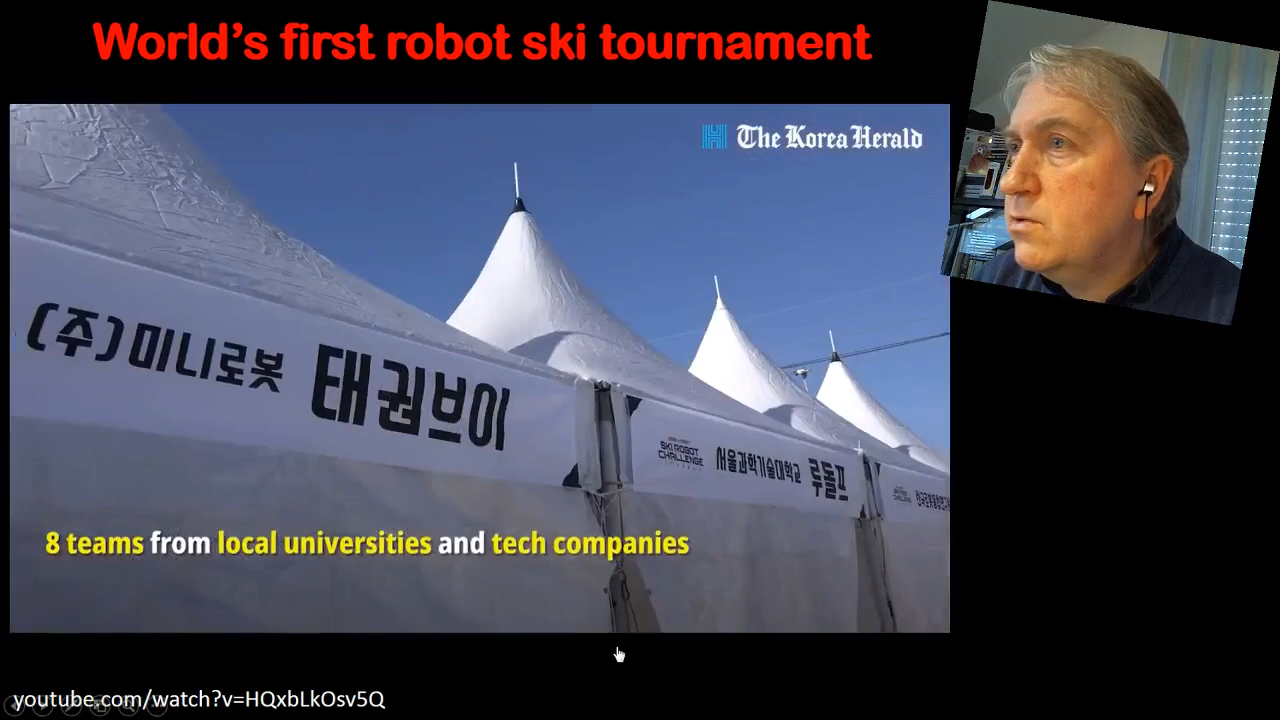 World’s first robot ski tournament
The Korea Herald
(주)미니로봇 태권브이
SKI ROBOT
CHALLENGE
서울과학기술대학교 루돌프
8 teams from local universities and tech companies
youtube.com/watch?v=HQxbLkOsv5Q